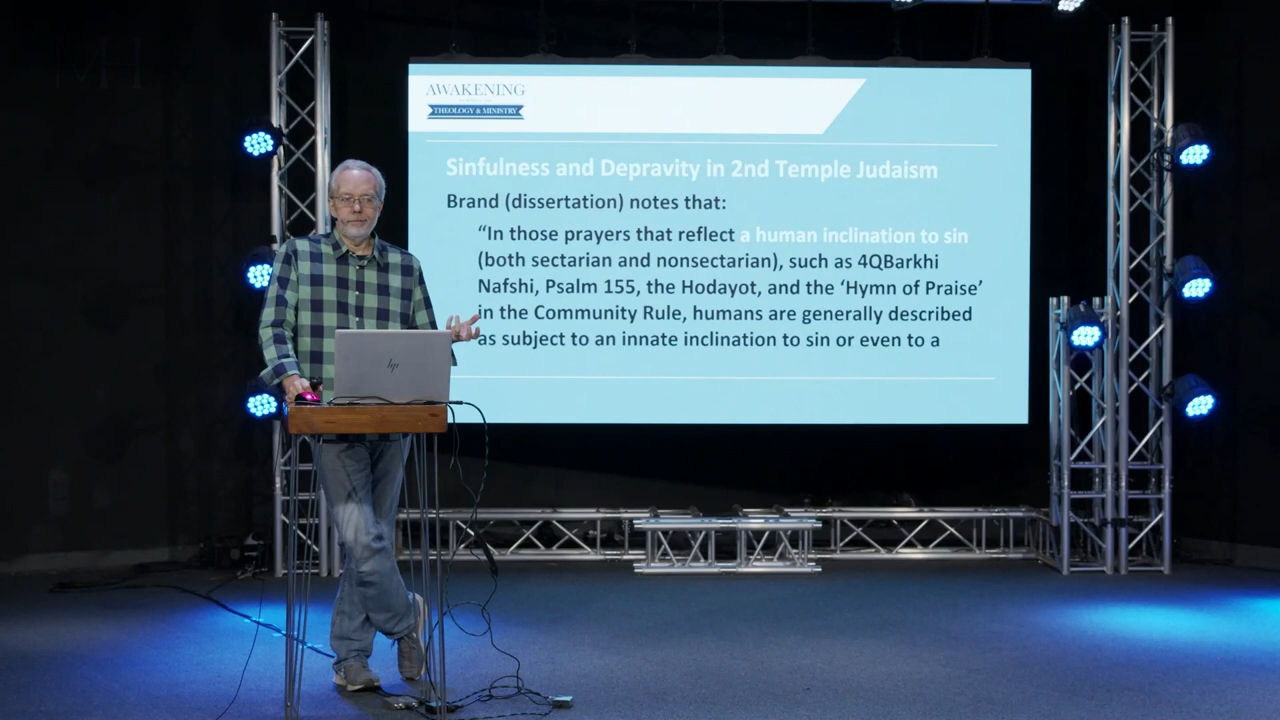 AWAKENING
THEOLOGY & MINISTRY
Sinfulness and Depravity in 2nd Temple Judaism
Brand (dissertation) notes that:
“In those prayers that reflect a human inclination to sin
(both sectarian and nonsectarian), such as 4QBarkhi
Nafshi, Psalm 155, the Hodayot, and the ‘Hymn of Praise’
in the Community Rule, humans are generally described
as subject to an innate inclination to sin or even to a
hp